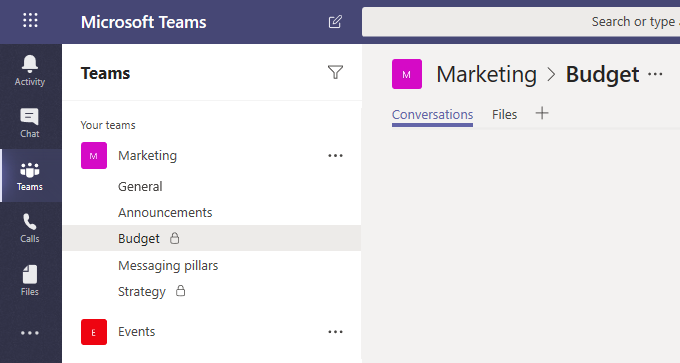 Microsoft Teams
Search or type a
Activity
Chat
Teams
Calls
Files
Teams
Your teams
M Marketing
General
Announcements
Budget
Messaging pillars
Strategy
E Events
M Marketing > Budget
Conversations Files +